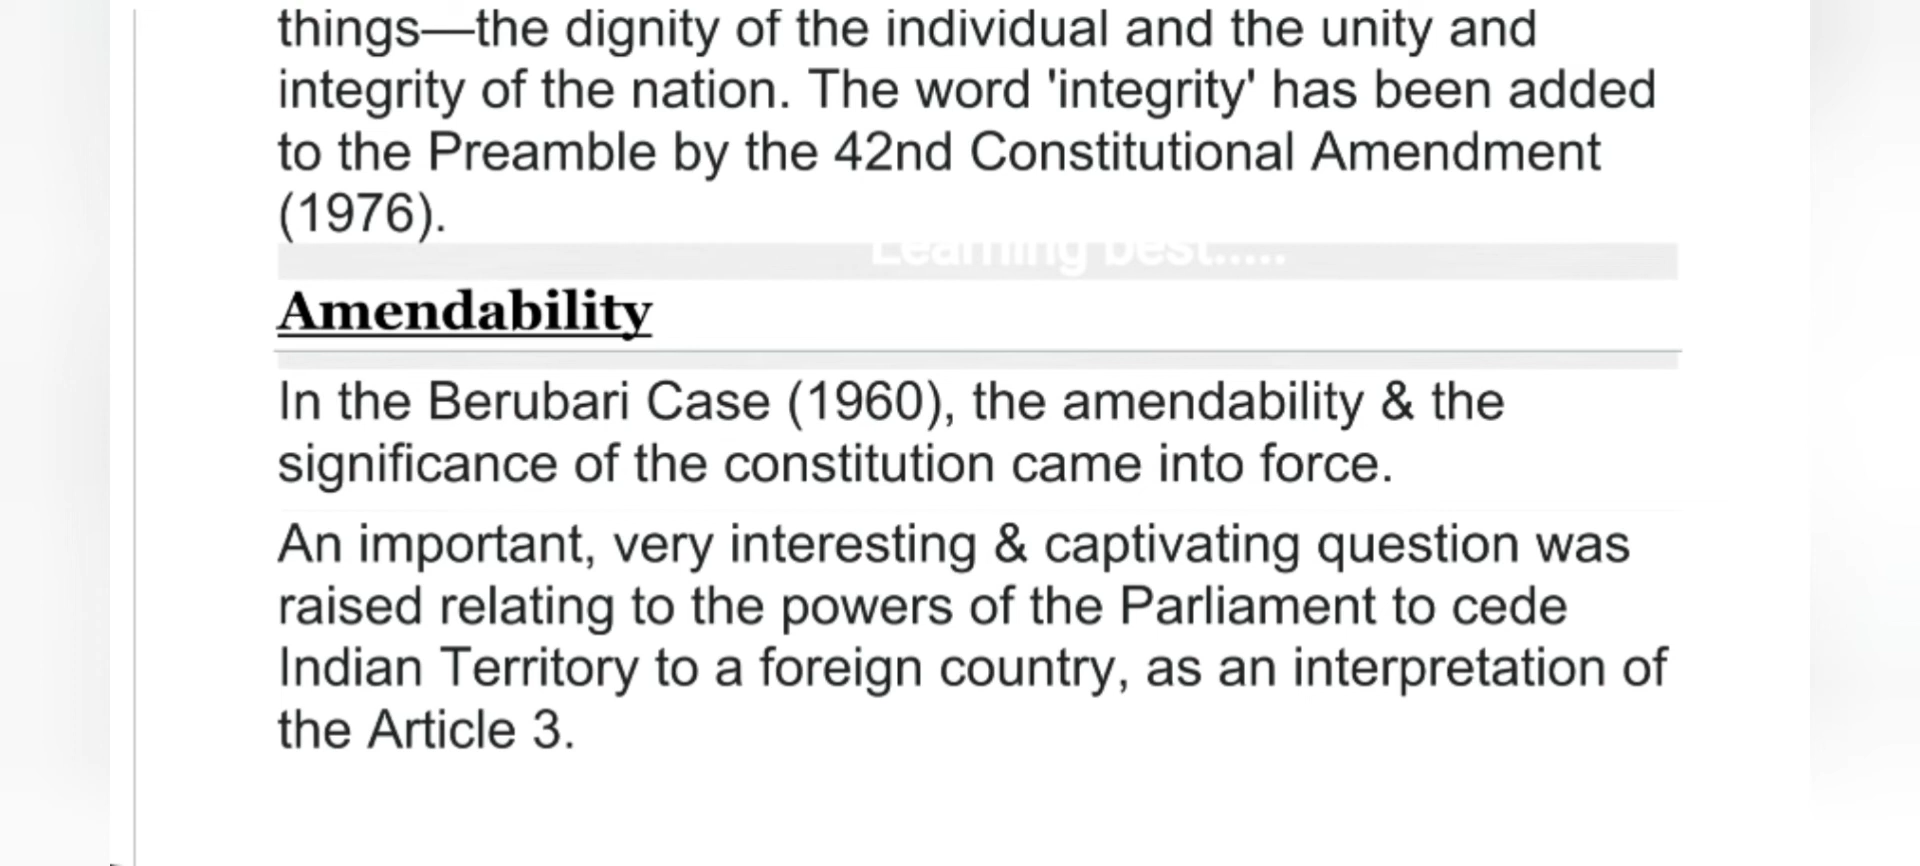 things—the dignity of the individual and the unity and
integrity of the nation. The word 'integrity' has been added
to the Preamble by the 42nd Constitutional Amendment
(1976).
Learning best.....
Amendability
In the Berubari Case (1960), the amendability & the
significance of the constitution came into force.
An important, very interesting & captivating question was
raised relating to the powers of the Parliament to cede
Indian Territory to a foreign country, as an interpretation of
the Article 3.